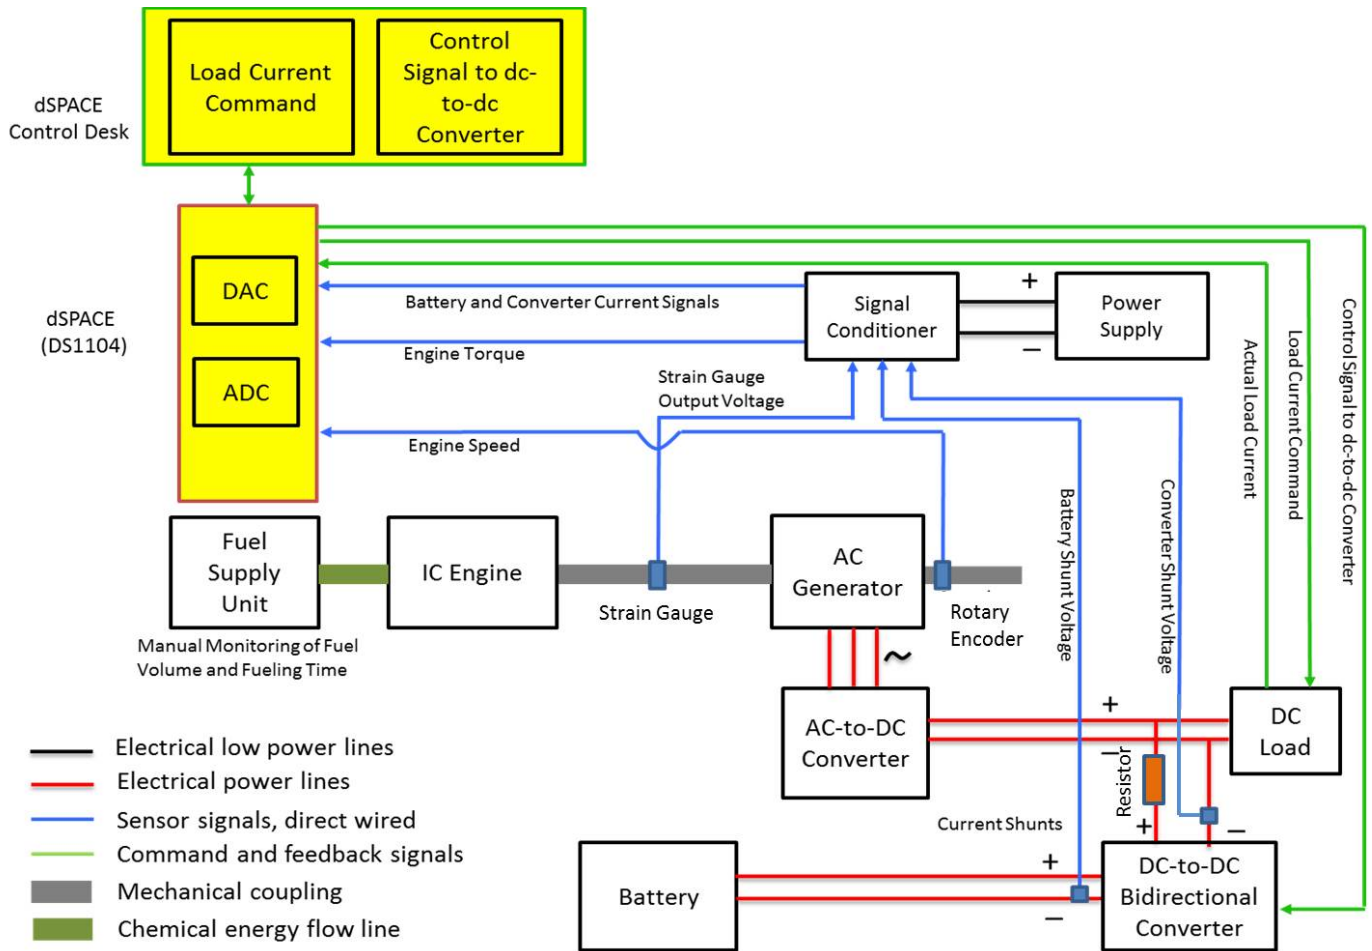 dSPACE
Control Desk
Load Current
Command
Control
Signal to dc-
to-dc
Converter
dSPACE
(DS1104)
DAC
ADC
Battery and Converter Current Signals
Engine Torque
Engine Speed
Signal
Conditioner
+
−
Power
Supply
Strain Gauge
Output Voltage
Actual Load Current
Load Current Command
Control Signal to dc-to-dc Converter
Battery Shunt Voltage
Converter Shunt Voltage
Fuel
Supply
Unit
IC Engine
Strain Gauge
AC
Generator
Rotary
Encoder
Manual Monitoring of Fuel
Volume and Fueling Time
~
AC-to-DC
Converter
+
−
DC
Load
Resistor
+
−
Current Shunts
Battery
+
−
DC-to-DC
Bidirectional
Converter
Electrical low power lines
Electrical power lines
Sensor signals, direct wired
Command and feedback signals
Mechanical coupling
Chemical energy flow line